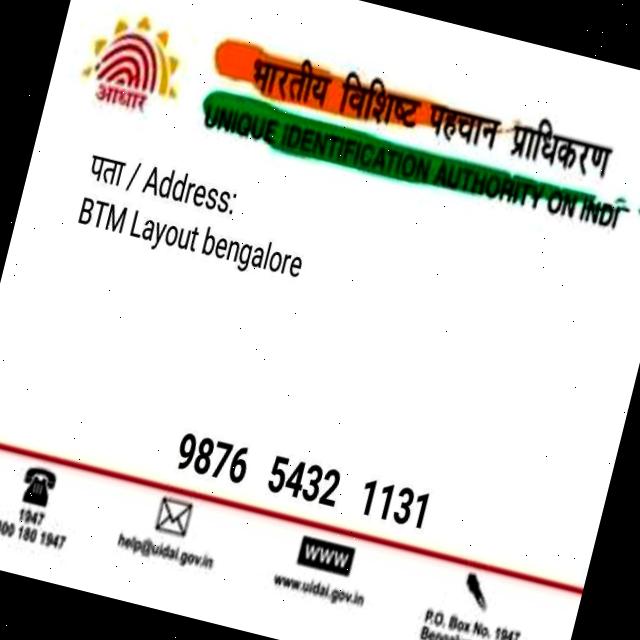 आधार
भारतीय विशिष्ट पहचान प्राधिकरण
UNIQUE IDENTIFICATION AUTHORITY ON INDI
पता / Address:
BTM Layout bengalore
9876 5432 1131
1947
00 180 1947
help@uidai.gov.in
WWW
www.uidai.gov.in
P.O. Box No. 1947